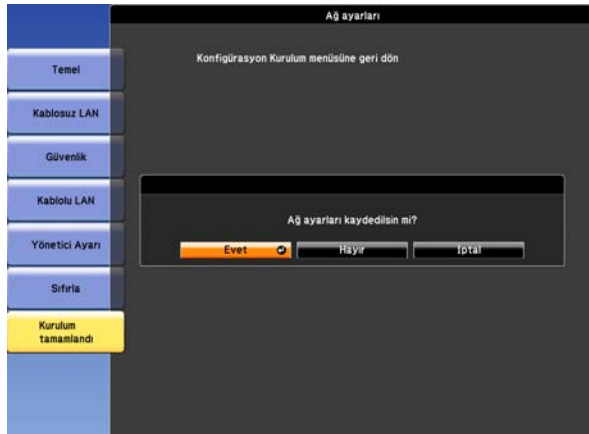 Ağ ayarları
Konfigürasyon Kurulum menüsüne geri dön
Temel
Kablosuz LAN
Güvenlik
Kablolu LAN
Yönetici Ayarı
Sıfırla
Kurulum
tamamlandı
Ağ ayarları kaydedilsin mi?
Evet Hayır İptal